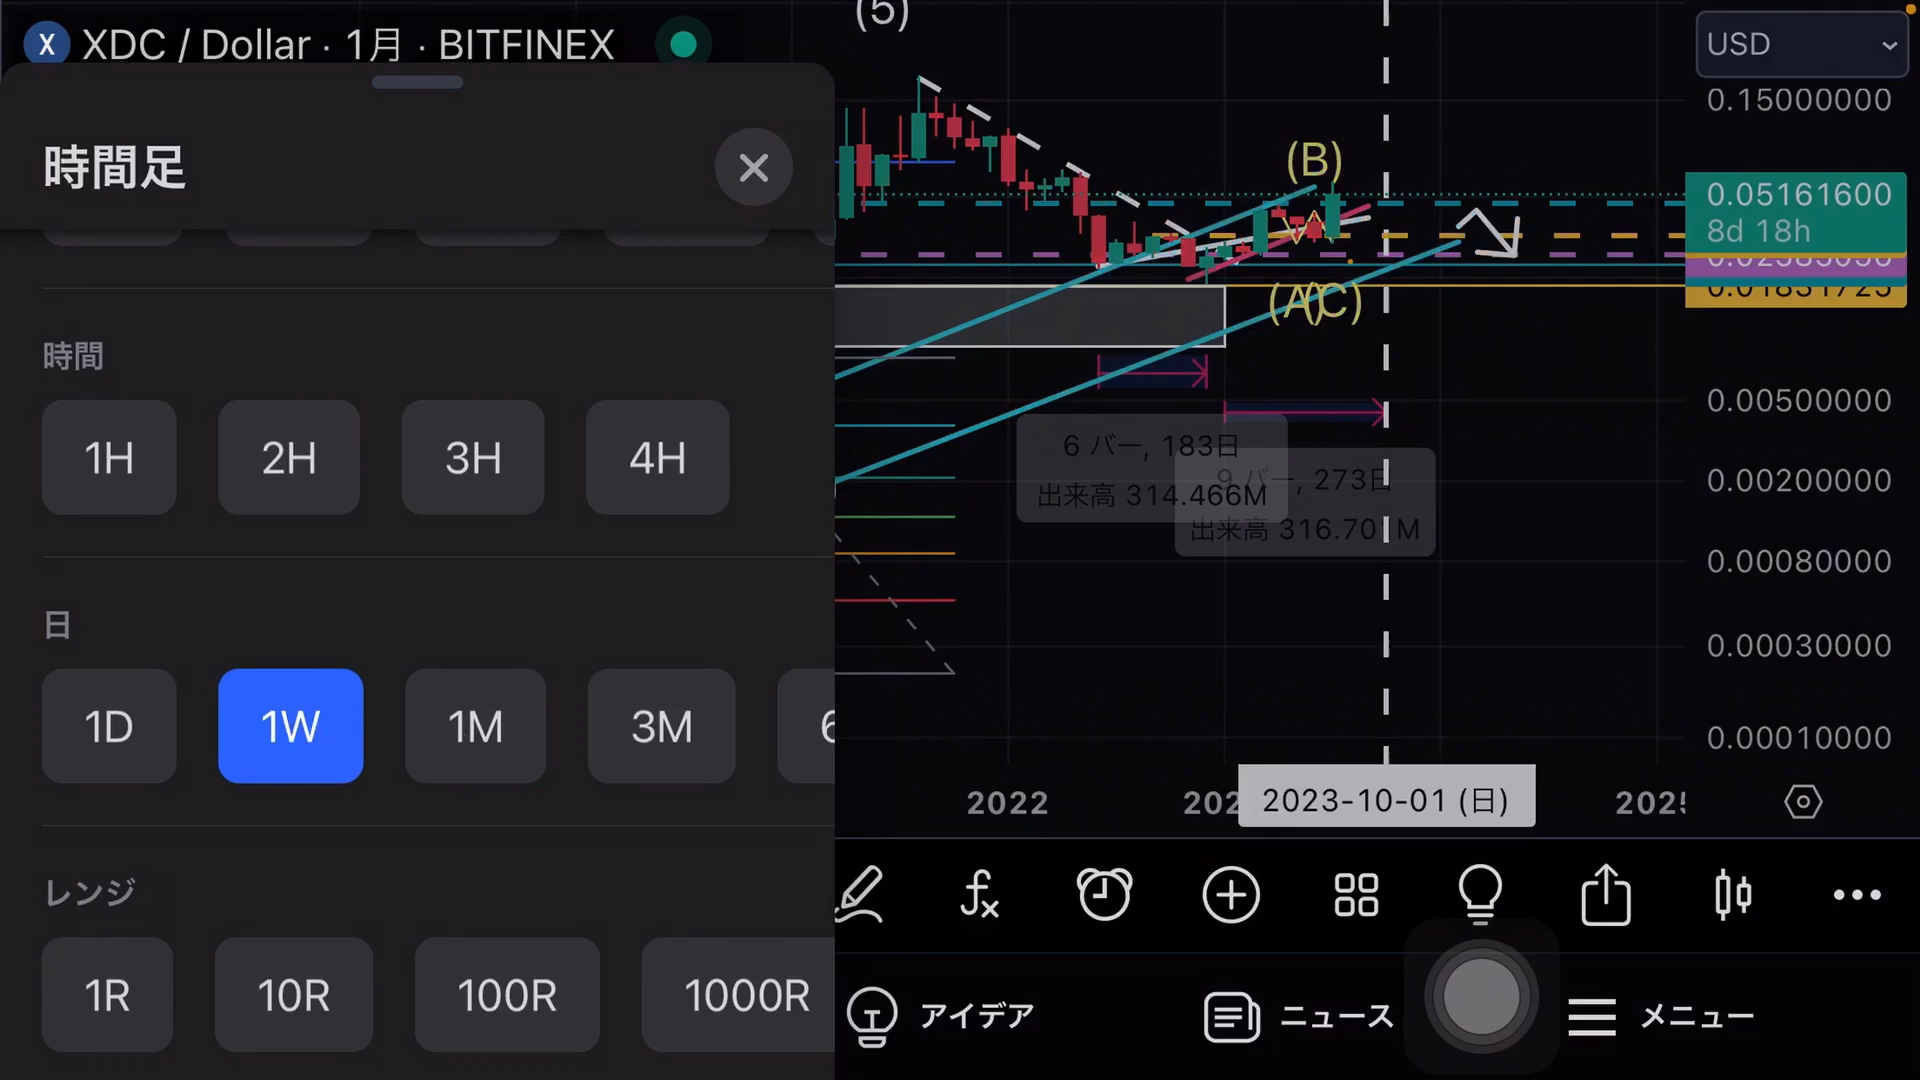 X XDC / Dollar · 1月 · BITFINEX
時間足
時間
1H 2H 3H 4H
日
1D 1W 1M 3M
レンジ
1R 10R 100R 1000R
(5)
(B)
(A) (C)
6 バー, 183日
出来高 314.466M
9 バー, 273日
出来高 316.701M
USD
0.15000000
0.05161600
8d 18h
0.00500000
0.00200000
0.00080000
0.00030000
0.00010000
2022
2023-10-01 (日)
アイデア ニュース メニュー